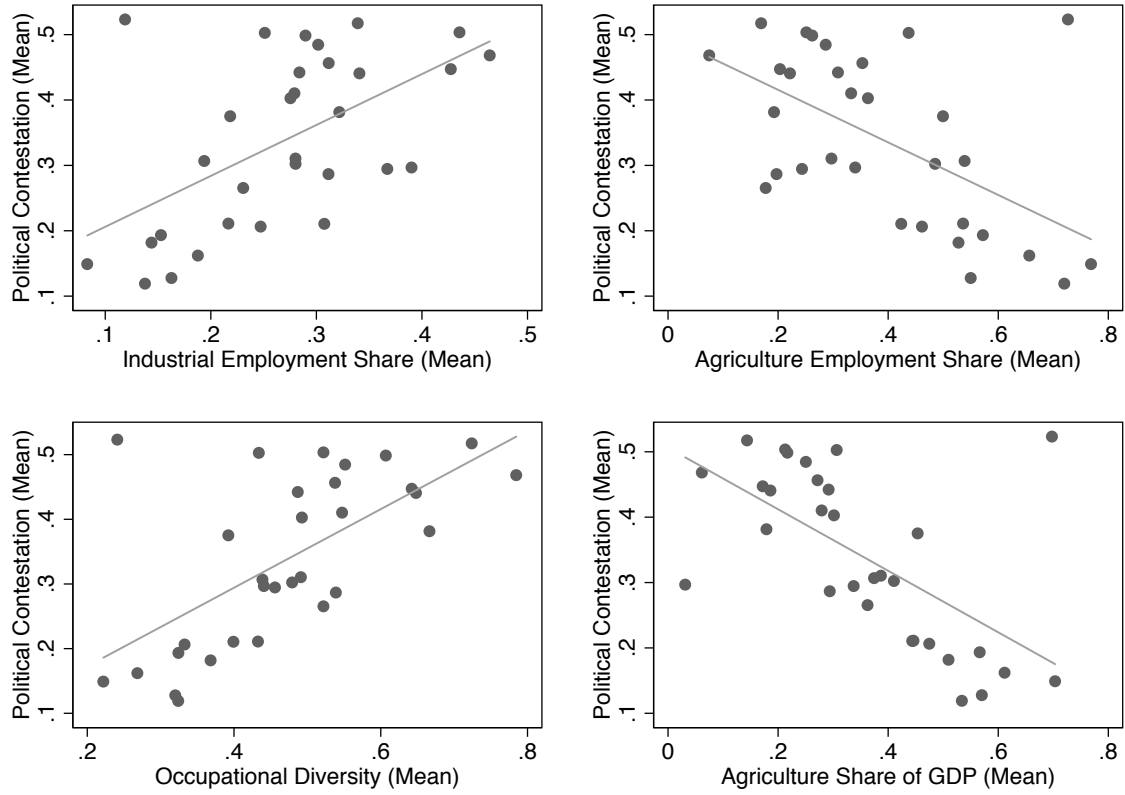 Political Contestation (Mean)
.5
.4
.3
.2
.1
.1 .2 .3 .4 .5
Industrial Employment Share (Mean)
Political Contestation (Mean)
.5
.4
.3
.2
.1
0 .2 .4 .6 .8
Agriculture Employment Share (Mean)
Political Contestation (Mean)
.5
.4
.3
.2
.1
.2 .4 .6 .8
Occupational Diversity (Mean)
Political Contestation (Mean)
.5
.4
.3
.2
.1
0 .2 .4 .6 .8
Agriculture Share of GDP (Mean)